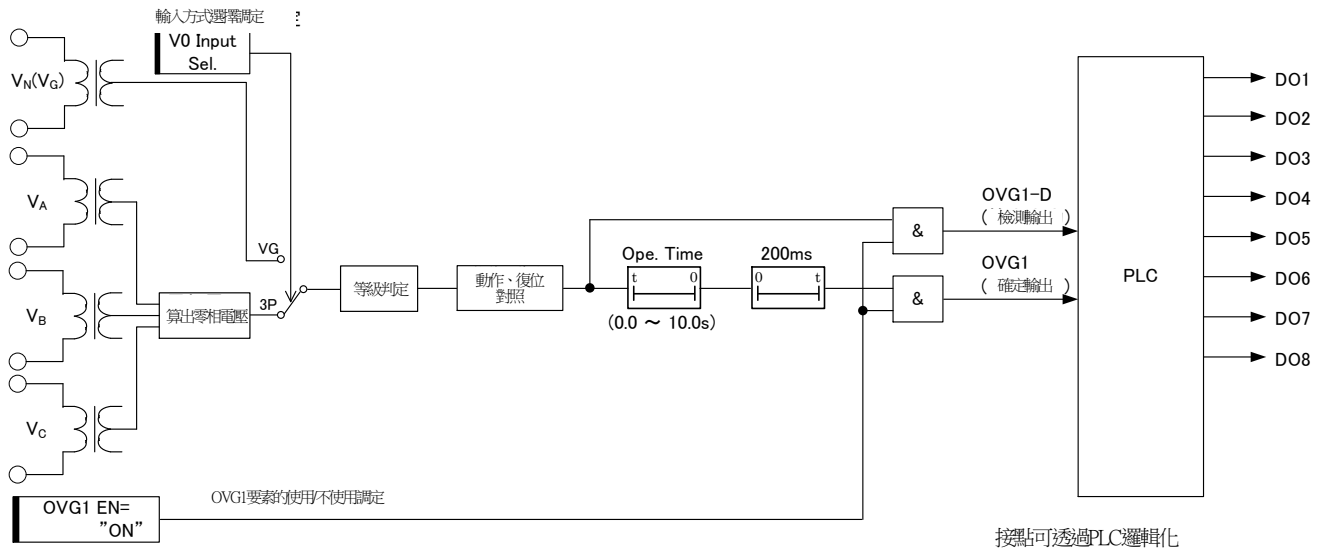 輸入方式選擇調定
V0 Input
Sel.
VN(VG)
VA
VB
VC
算出零相電壓
VG
3P
等級判定
動作、復位
對照
Ope. Time
t 0
(0.0 ~ 10.0s)
200ms
0 t
&
&
OVG1-D
( 檢測輸出 )
OVG1
( 確定輸出 )
PLC
DO1
DO2
DO3
DO4
DO5
DO6
DO7
DO8
OVG1要素的使用/不使用調定
OVG1 EN=
"ON"
接點可透過PLC邏輯化